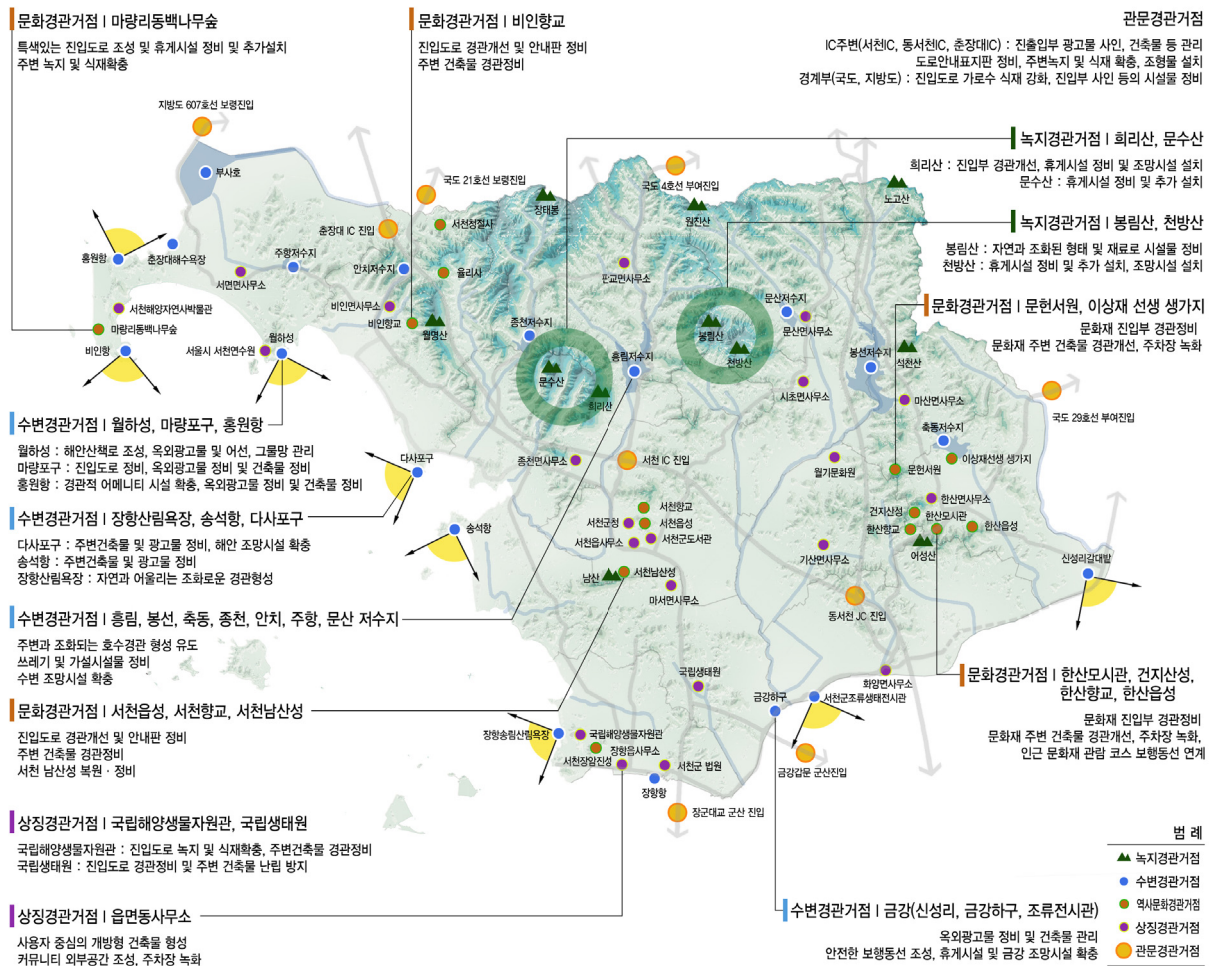 문화경관거점 | 마량리동백나무숲
특색있는 진입도로 조성 및 휴게시설 정비 및 추가설치
주변 녹지 및 식재확충
문화경관거점 | 비인향교
진입도로 경관개선 및 안내판 정비
주변 건축물 경관정비
관문경관거점
IC주변(서천IC, 동서천IC, 춘장대IC) : 진출입부 광고물 사인, 건축물 등 관리
도로안내표지판 정비, 주변녹지 및 식재 확충, 조형물 설치
경계부(국도, 지방도) : 진입도로 가로수 식재 강화, 진입부 사인 등의 시설물 정비
녹지경관거점 | 희리산, 문수산
희리산 : 진입부 경관개선, 휴게시설 정비 및 조망시설 설치
문수산 : 휴게시설 정비 및 추가 설치
녹지경관거점 | 봉림산, 천방산
봉림산 : 자연과 조화된 형태 및 재료로 시설물 정비
천방산 : 휴게시설 정비 및 추가 설치, 조망시설 설치
문화경관거점 | 문헌서원, 이상재 선생 생가지
문화재 진입부 경관정비
문화재 주변 건축물 경관개선, 주차장 녹화
지방도 607호선 보령진입
부사호
국도 21호선 보령진입
국도 4호선 부여진입
장태봉
원진산
도고산
춘장대 IC 진입
서천창절사
홍원항
춘장대해수욕장
주항저수지
안치저수지
율리사
서면면사무소
판교면사무소
서천해양자연사박물관
비인면사무소
비인향교
월명산
마량리동백나무숲
비인항
서울시 서천연수원
월하성
종천저수지
흥림저수지
문수산
희리산
봉림산
천방산
문산저수지
문산면사무소
봉선저수지
석천산
시초면사무소
마산면사무소
국도 29호선 부여진입
축동저수지
이상재선생 생가지
문헌서원
월기문화원
종천면사무소
서천 IC 진입
다사포구
송석항
서천향교
서천군청
서천읍성
서천읍사무소
서천군도서관
한산면사무소
건지산성
한산모시관
한산향교
한산읍성
어성산
기산면사무소
신성리갈대밭
남산
서천남산성
마서면사무소
동서천 JC 진입
국립생태원
화양면사무소
금강하구
서천군조류생태전시관
장항송림산림욕장
국립해양생물자원관
서천장암진성
장항읍사무소
서천군 법원
장항항
장군대교 군산 진입
금강갑문 군산진입
수변경관거점 | 월하성, 마량포구, 홍원항
월하성 : 해안산책로 조성, 옥외광고물 및 어선, 그물망 관리
마량포구 : 진입도로 정비, 옥외광고물 정비 및 건축물 정비
홍원항 : 경관적 어메니티 시설 확충, 옥외광고물 정비 및 건축물 정비
수변경관거점 | 장항산림욕장, 송석항, 다사포구
다사포구 : 주변건축물 및 광고물 정비, 해안 조망시설 확충
송석항 : 주변건축물 및 광고물 정비
장항산림욕장 : 자연과 어울리는 조화로운 경관형성
수변경관거점 | 흥림, 봉선, 축동, 종천, 안치, 주항, 문산 저수지
주변과 조화되는 호수경관 형성 유도
쓰레기 및 가설시설물 정비
수변 조망시설 확충
문화경관거점 | 서천읍성, 서천향교, 서천남산성
진입도로 경관개선 및 안내판 정비
주변 건축물 경관정비
서천 남산성 복원 · 정비
상징경관거점 | 국립해양생물자원관, 국립생태원
국립해양생물자원관 : 진입도로 녹지 및 식재확충, 주변건축물 경관정비
국립생태원 : 진입도로 경관정비 및 주변 건축물 난립 방지
상징경관거점 | 읍면동사무소
사용자 중심의 개방형 건축물 형성
커뮤니티 외부공간 조성, 주차장 녹화
문화경관거점 | 한산모시관, 건지산성,
한산향교, 한산읍성
문화재 진입부 경관정비
문화재 주변 건축물 경관개선, 주차장 녹화,
인근 문화재 관람 코스 보행동선 연계
수변경관거점 | 금강(신성리, 금강하구, 조류전시관)
옥외광고물 정비 및 건축물 관리
안전한 보행동선 조성, 휴게시설 및 금강 조망시설 확충
범 례
녹지경관거점
수변경관거점
역사문화경관거점
상징경관거점
관문경관거점